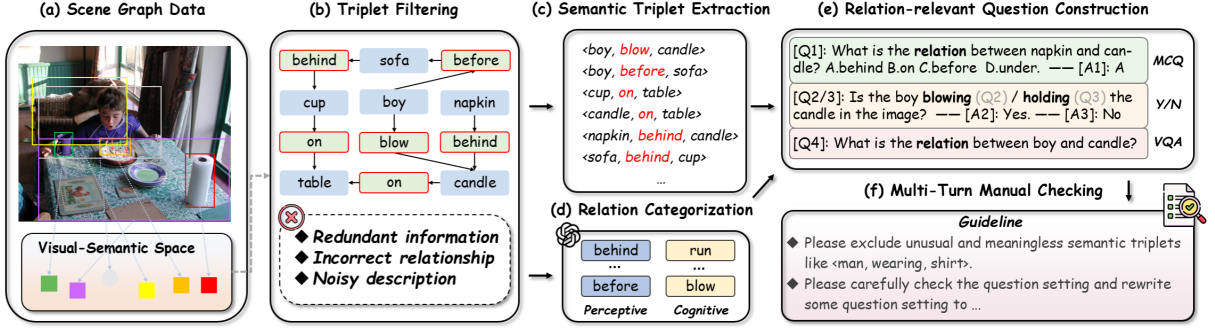 (a) Scene Graph Data
Visual-Semantic Space
(b) Triplet Filtering
behind
sofa
before
cup
boy
napkin
on
blow
behind
table
on
candle
◆ Redundant information
◆ Incorrect relationship
◆ Noisy description
(c) Semantic Triplet Extraction
<boy, blow, candle>
<boy, before, sofa>
<cup, on, table>
<candle, on, table>
<napkin, behind, candle>
<sofa, behind, cup>
...
(d) Relation Categorization
behind
run
...
...
before
blow
Perceptive
Cognitive
(e) Relation-relevant Question Construction
[Q1]: What is the relation between napkin and can-
dle? A.behind B.on C.before D.under. —— [A1]: A
MCQ
[Q2/3]: Is the boy blowing (Q2) / holding (Q3) the
candle in the image? —— [A2]: Yes. —— [A3]: No
Y/N
[Q4]: What is the relation between boy and candle?
VQA
(f) Multi-Turn Manual Checking
Guideline
◆ Please exclude unusual and meaningless semantic triplets
like <man, wearing, shirt>.
◆ Please carefully check the question setting and rewrite
some question setting to ...